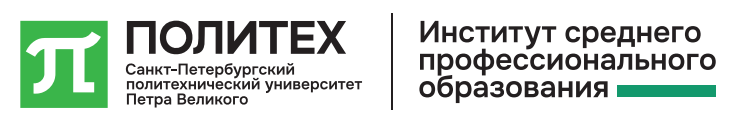 ПОЛИТЕХ
Санкт-Петербургский
политехнический университет
Петра Великого
Институт среднего
профессионального
образования